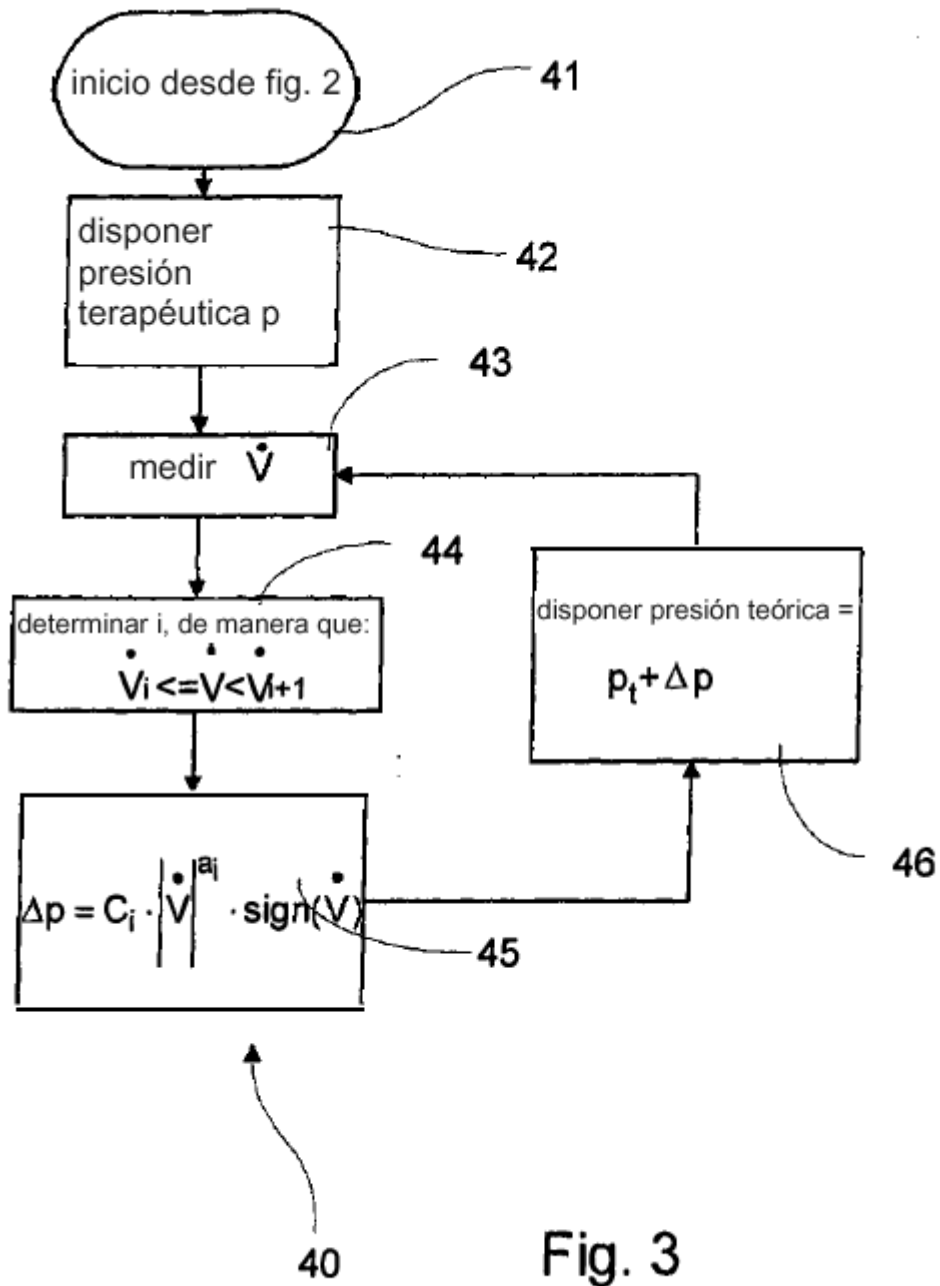 inicio desde fig. 2
41
disponer
presión
terapéutica p
42
43
medir V̇
44
determinar i, de manera que:
V̇i <= V̇ < V̇i+1
disponer presión teórica =
pₜ + Δp
46
Δp = Cᵢ · |V̇|^aᵢ · sign(V̇)
45
40
Fig. 3